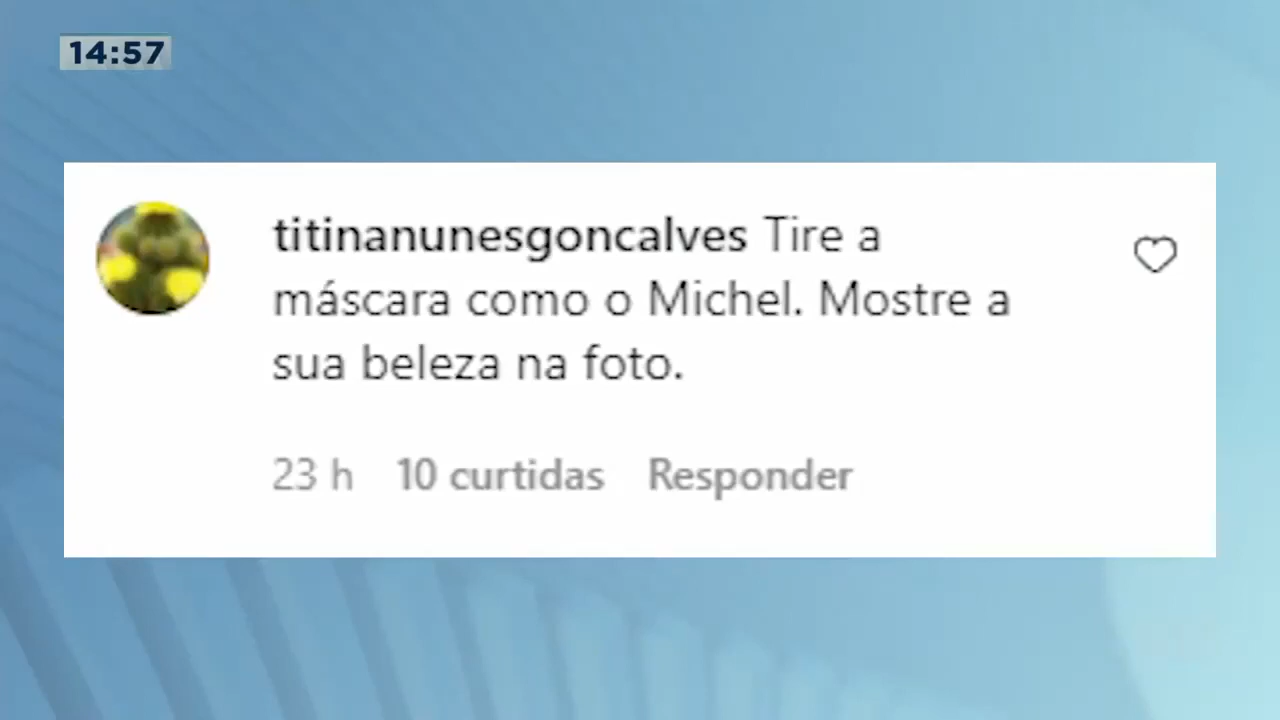 14:57
titinanunesgoncalves Tire a
máscara como o Michel. Mostre a
sua beleza na foto.
23 h 10 curtidas Responder